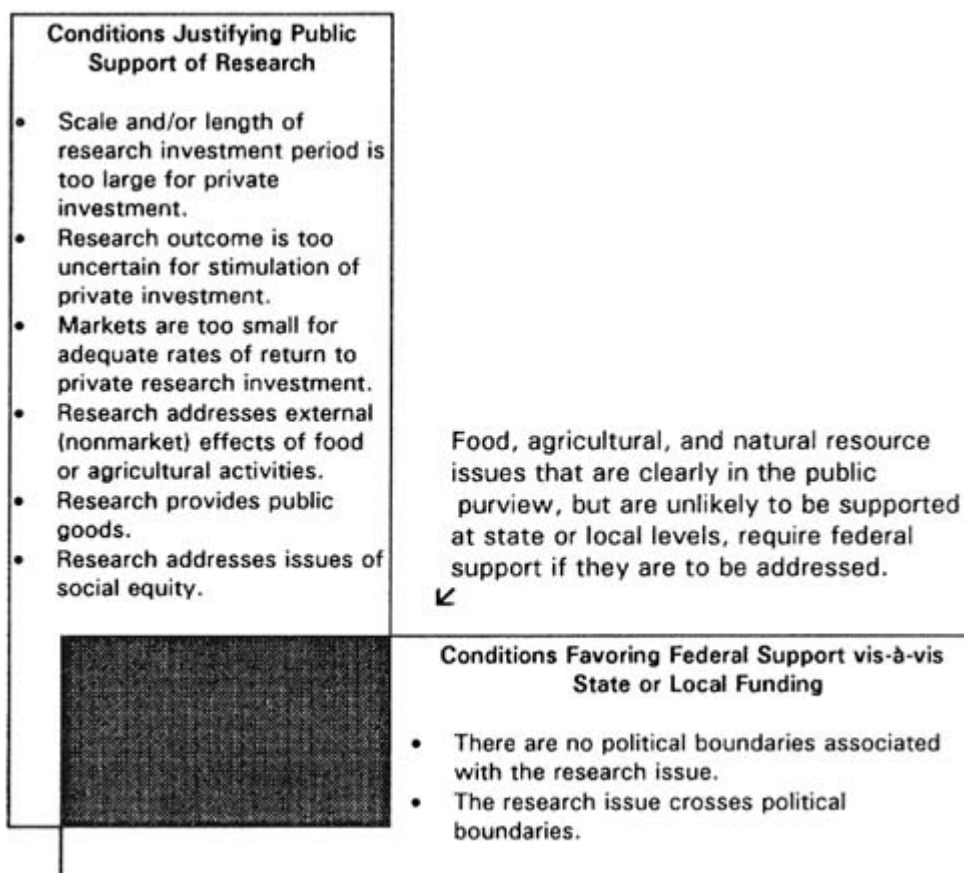 Conditions Justifying Public
Support of Research
• Scale and/or length of
research investment period is
too large for private
investment.
• Research outcome is too
uncertain for stimulation of
private investment.
• Markets are too small for
adequate rates of return to
private research investment.
• Research addresses external
(nonmarket) effects of food
or agricultural activities.
• Research provides public
goods.
• Research addresses issues of
social equity.
Food, agricultural, and natural resource
issues that are clearly in the public
purview, but are unlikely to be supported
at state or local levels, require federal
support if they are to be addressed.
Conditions Favoring Federal Support vis-à-vis
State or Local Funding
• There are no political boundaries associated
with the research issue.
• The research issue crosses political
boundaries.